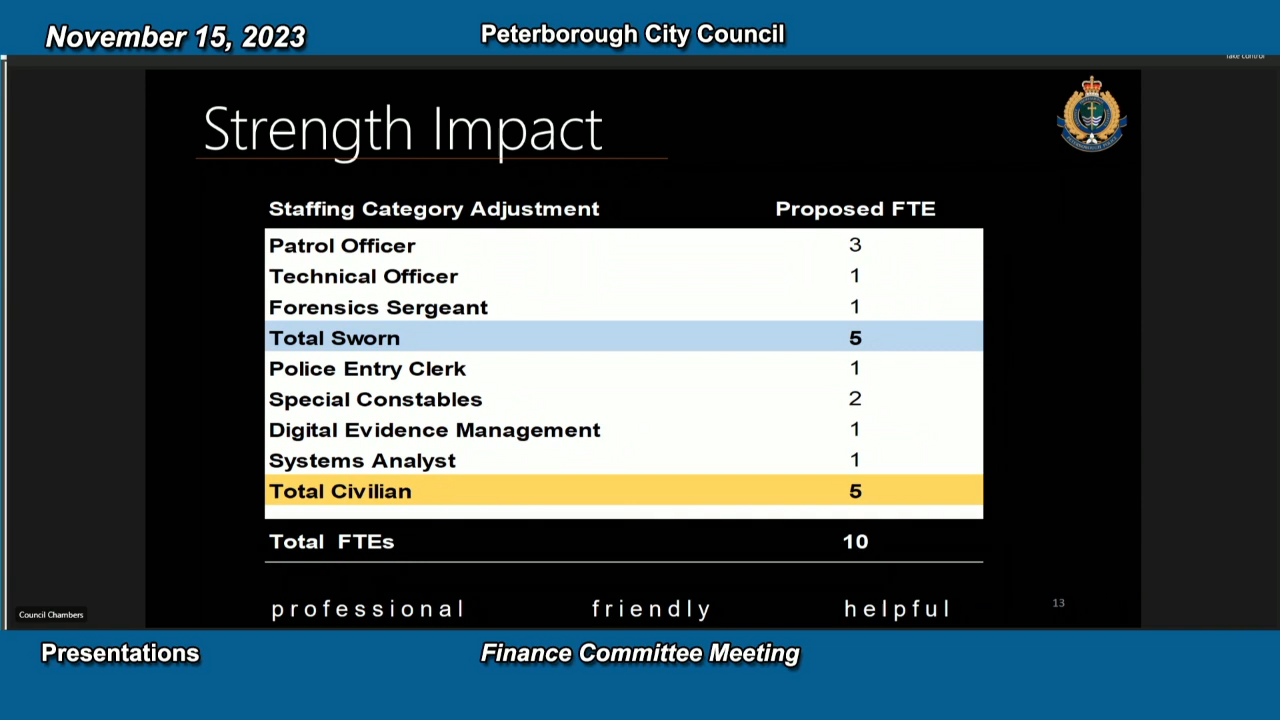 November 15, 2023
Peterborough City Council
Take Control
Strength Impact
Staffing Category Adjustment Proposed FTE
Patrol Officer 3
Technical Officer 1
Forensics Sergeant 1
Total Sworn 5
Police Entry Clerk 1
Special Constables 2
Digital Evidence Management 1
Systems Analyst 1
Total Civilian 5
Total FTEs 10
professional friendly helpful
13
Council Chambers
Presentations
Finance Committee Meeting